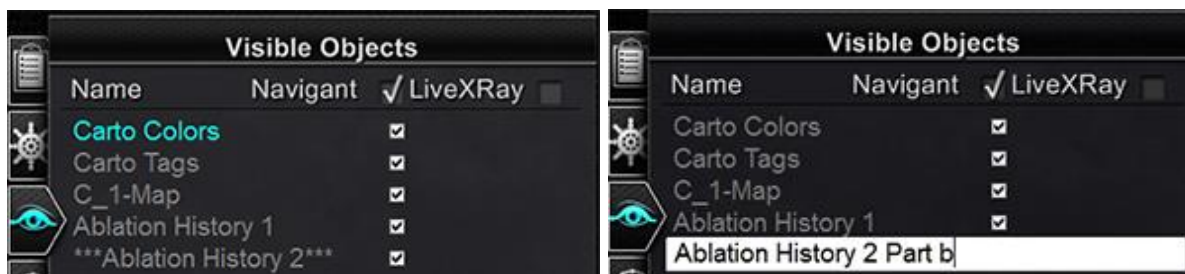 Visible Objects
Name Navigant LiveXRay
Carto Colors
Carto Tags
C_1-Map
Ablation History 1
***Ablation History 2***
Visible Objects
Name Navigant LiveXRay
Carto Colors
Carto Tags
C_1-Map
Ablation History 1
Ablation History 2 Part b